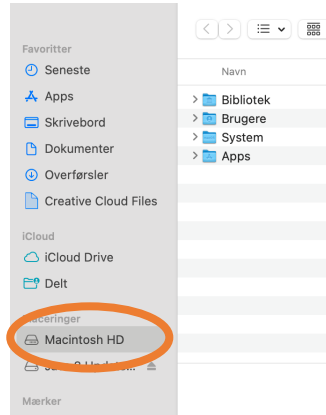 Favoritter
Seneste
Apps
Skrivebord
Dokumenter
Overførsler
Creative Cloud Files
iCloud
iCloud Drive
Delt
Macintosh HD
Mærker
Navn
Bibliotek
Brugere
System
Apps